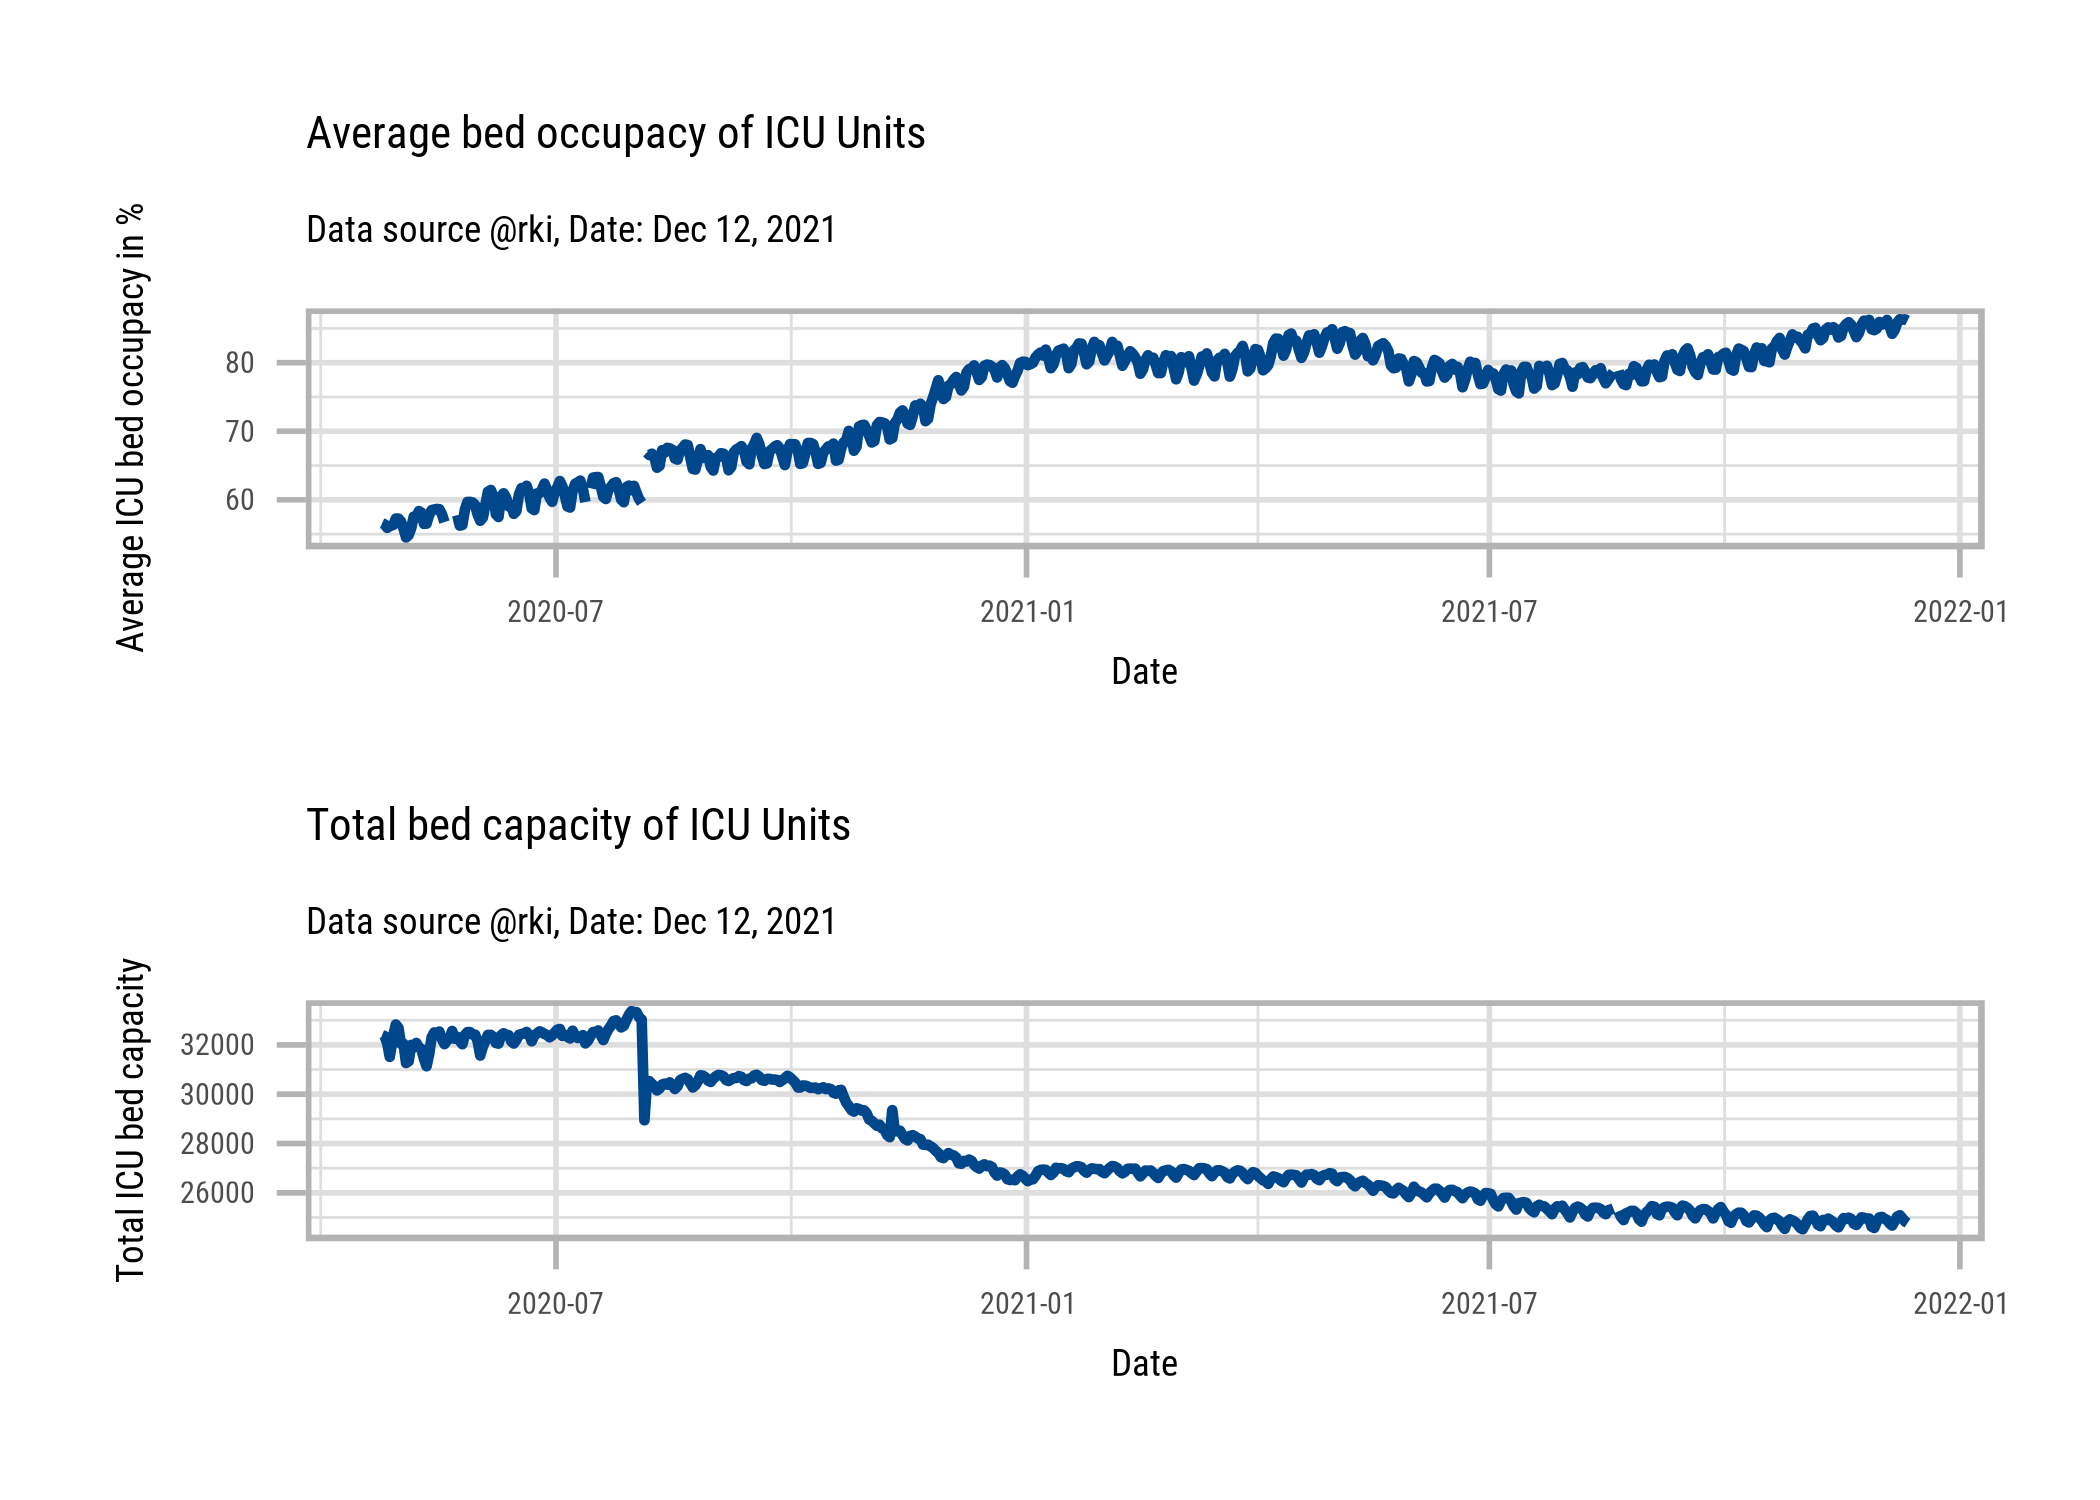 Average bed occupacy of ICU Units
Data source @rki, Date: Dec 12, 2021
Average ICU bed occupacy in %
80
70
60
2020-07
2021-01
2021-07
2022-01
Date
Total bed capacity of ICU Units
Data source @rki, Date: Dec 12, 2021
Total ICU bed capacity
32000
30000
28000
26000
2020-07
2021-01
2021-07
2022-01
Date